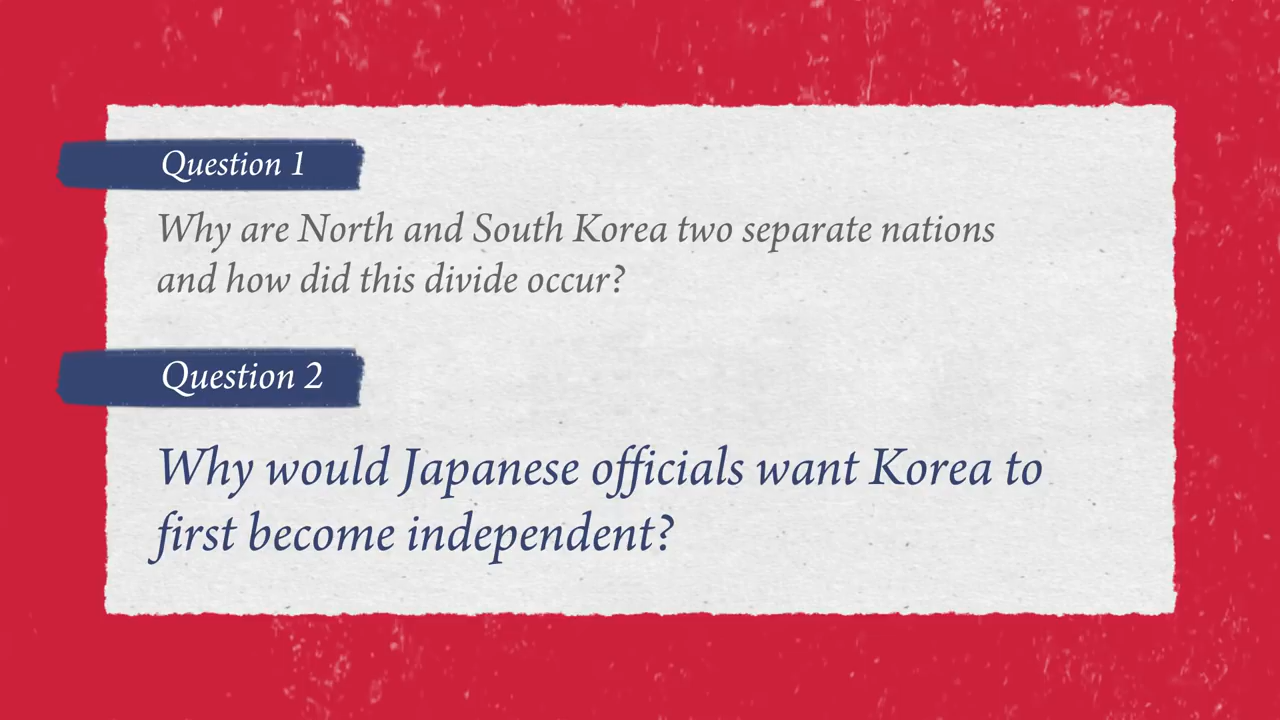 Question 1
Why are North and South Korea two separate nations
and how did this divide occur?
Question 2
Why would Japanese officials want Korea to
first become independent?